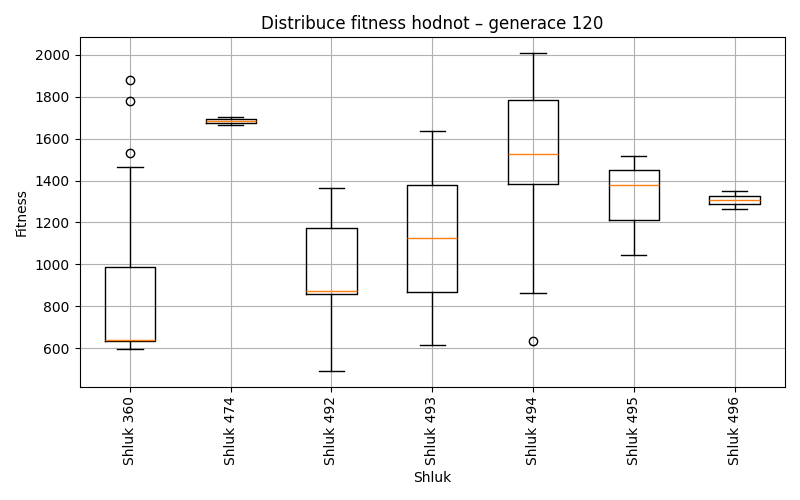 Distribuce fitness hodnot – generace 120
Fitness
2000
1800
1600
1400
1200
1000
800
600
Shluk 360
Shluk 474
Shluk 492
Shluk 493
Shluk 494
Shluk 495
Shluk 496
Shluk